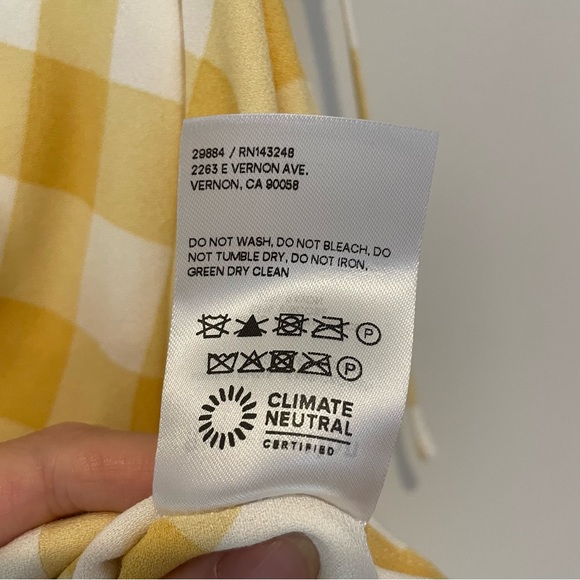 29884 / RN143248
2263 E VERNON AVE.
VERNON, CA 90058
DO NOT WASH, DO NOT BLEACH, DO
NOT TUMBLE DRY, DO NOT IRON,
GREEN DRY CLEAN
P
P
CLIMATE
NEUTRAL
CERTIFIED